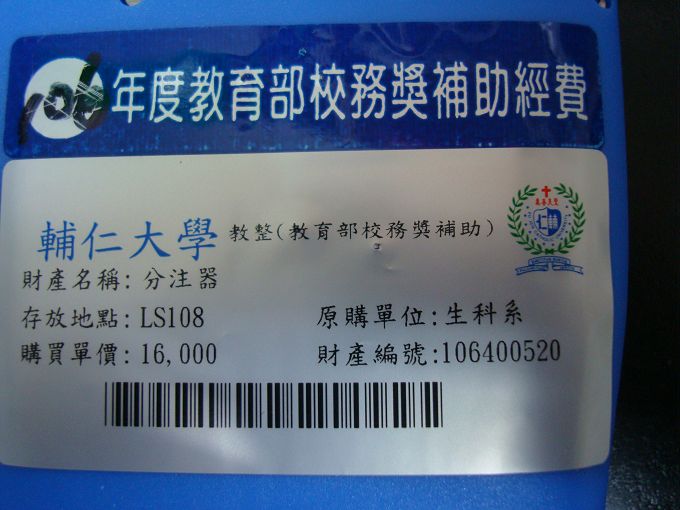 106年度教育部校務獎補助經費
輔仁大學 教整(教育部校務獎補助)
財產名稱: 分注器
存放地點: LS108 原購單位:生科系
購買單價: 16,000 財產編號:106400520